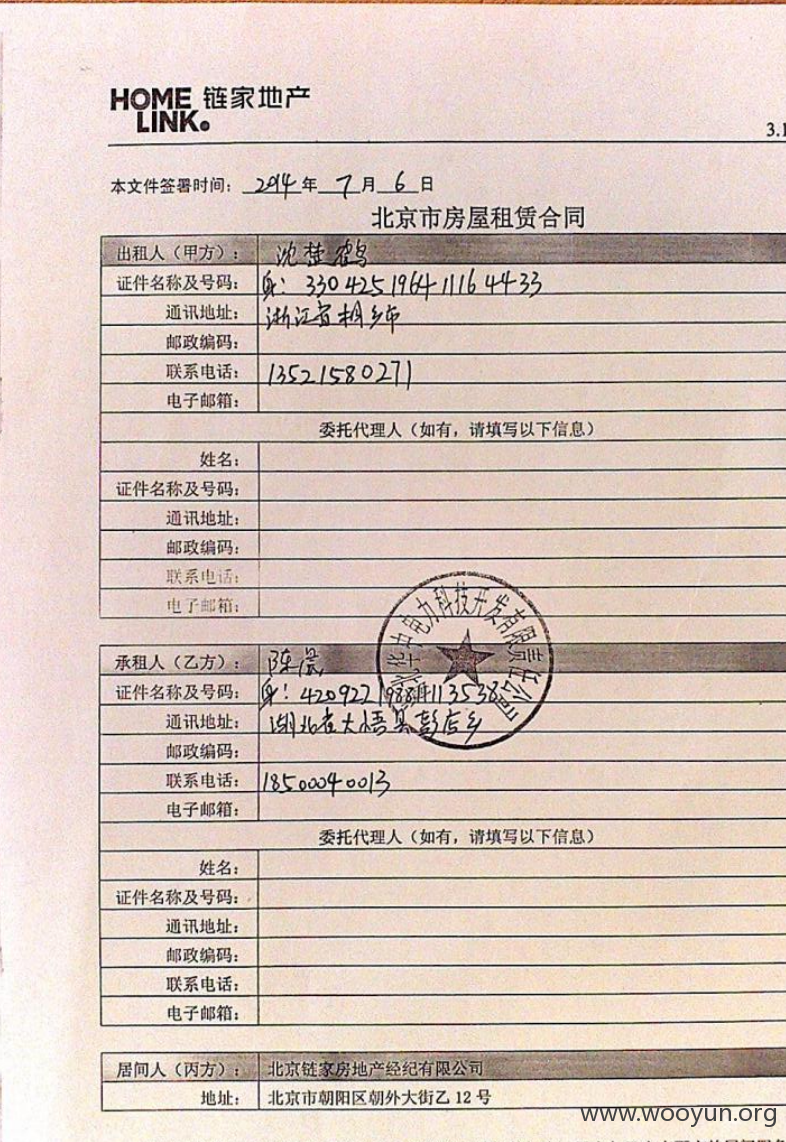 HOME 链家地产
LINK
3.1
本文件签署时间：2014年7月6日
北京市房屋租赁合同
出租人（甲方）：沈楚鹤
证件名称及号码：身：330425196411164433
通讯地址：浙江省桐乡市
邮政编码：
联系电话：13521580271
电子邮箱：
委托代理人（如有，请填写以下信息）
姓名：
证件名称及号码：
通讯地址：
邮政编码：
联系电话：
电子邮箱：
华中电力科技开发有限责任公司
承租人（乙方）：陈晨
证件名称及号码：身：
通讯地址：湖北省大悟县彭店乡
邮政编码：
联系电话：18500040013
电子邮箱：
委托代理人（如有，请填写以下信息）
姓名：
证件名称及号码：
通讯地址：
邮政编码：
联系电话：
电子邮箱：
居间人（丙方）：北京链家房地产经纪有限公司
地址：北京市朝阳区朝外大街乙 12 号
www.wooyun.org